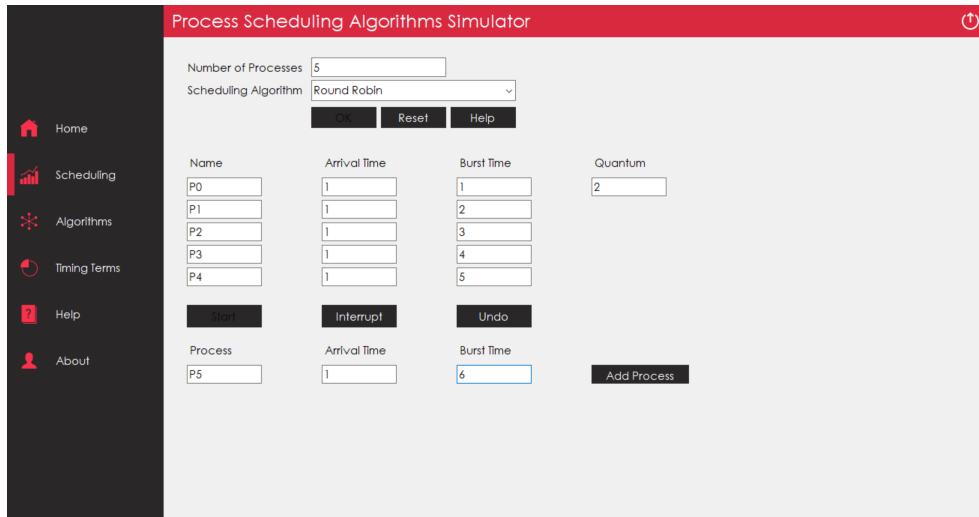 Process Scheduling Algorithms Simulator
Number of Processes 5
Scheduling Algorithm Round Robin
OK Reset Help
Home
Scheduling
Algorithms
Timing Terms
Help
About
Name Arrival Time Burst Time Quantum
P0 1 1 2
P1 1 2
P2 1 3
P3 1 4
P4 1 5
Start Interrupt Undo
Process Arrival Time Burst Time
P5 1 6 Add Process